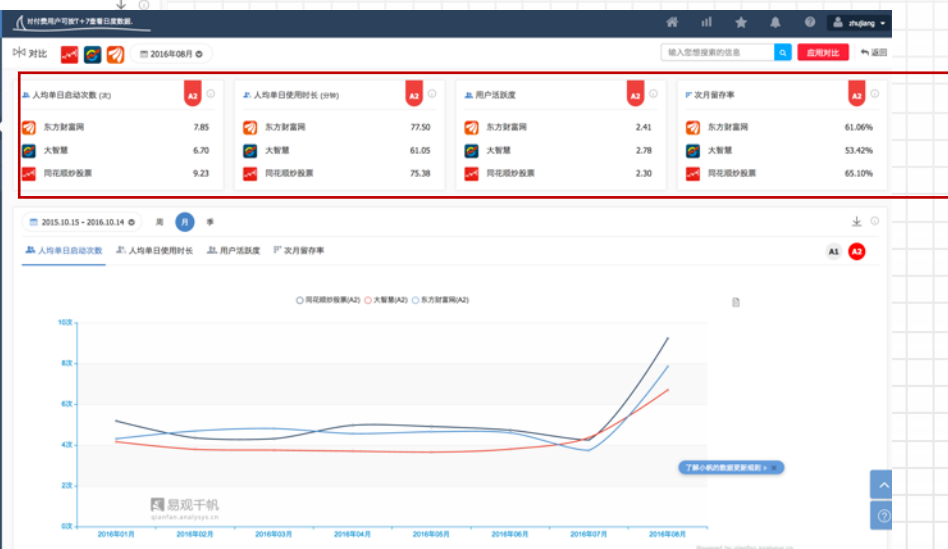 对付费用户可按T+7查看日度数据.
zhujiang
对比
2016年08月
输入您想搜索的信息
应用对比
返回
人均单日启动次数 (次)
A2
东方财富网
7.85
大智慧
6.70
同花顺炒股票
9.23
人均单日使用时长 (分钟)
A2
东方财富网
77.50
大智慧
61.05
同花顺炒股票
75.38
用户活跃度
A2
东方财富网
2.41
大智慧
2.78
同花顺炒股票
2.30
次月留存率
A2
东方财富网
61.06%
大智慧
53.42%
同花顺炒股票
65.10%
2015.10.15 - 2016.10.14
周
月
季
人均单日启动次数
人均单日使用时长
用户活跃度
次月留存率
A1
A2
同花顺炒股票(A2)
大智慧(A2)
东方财富网(A2)
10次
8次
6次
4次
2次
0次
了解小帆的数据更新规则 >
易观千帆
qianfan.analysys.cn
2016年01月
2016年02月
2016年03月
2016年04月
2016年05月
2016年06月
2016年07月
2016年08月
Powered by qianfan.analysys.cn